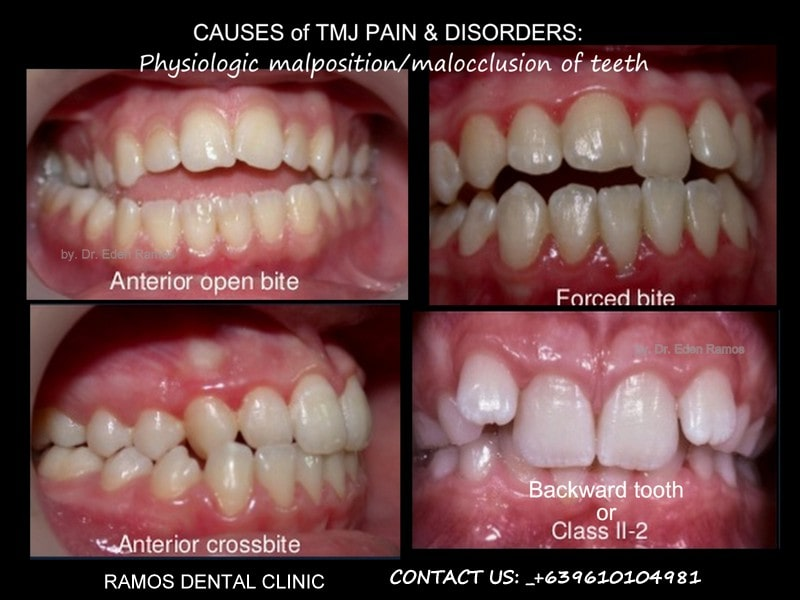 CAUSES of TMJ PAIN & DISORDERS:
Physiologic malposition/malocclusion of teeth
by. Dr. Eden Ramos
Anterior open bite
Forced bite
by. Dr. Eden Ramos
Anterior crossbite
Backward tooth
or
Class II-2
RAMOS DENTAL CLINIC
CONTACT US: _+639610104981